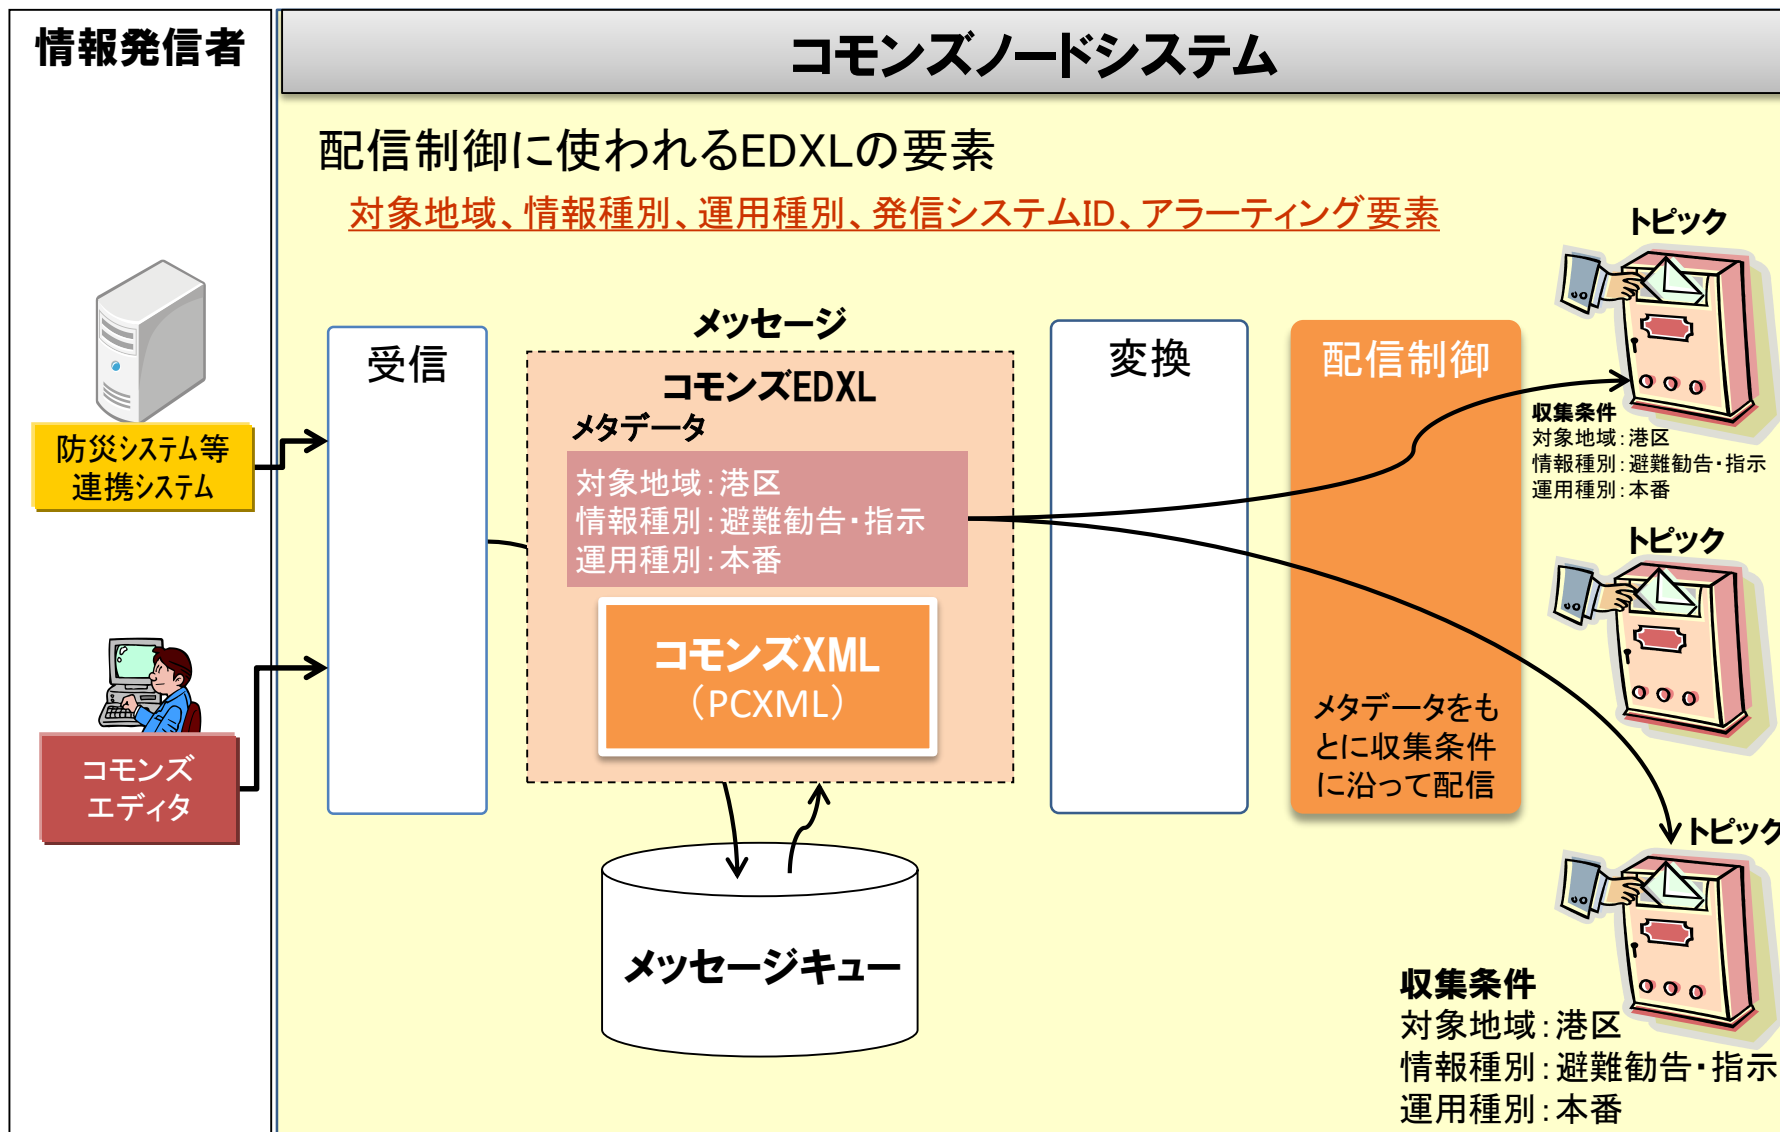 情報発信者
コモンズノードシステム
配信制御に使われるEDXLの要素
対象地域、情報種別、運用種別、発信システムID、アラーティング要素
防災システム等
連携システム
コモンズ
エディタ
受信
メッセージ
コモンズEDXL
メタデータ
対象地域：港区
情報種別：避難勧告・指示
運用種別：本番
コモンズXML
（PCXML）
メッセージキュー
変換
配信制御
メタデータをも
とに収集条件
に沿って配信
トピック
収集条件
対象地域：港区
情報種別：避難勧告・指示
運用種別：本番
トピック
トピック
収集条件
対象地域：港区
情報種別：避難勧告・指示
運用種別：本番